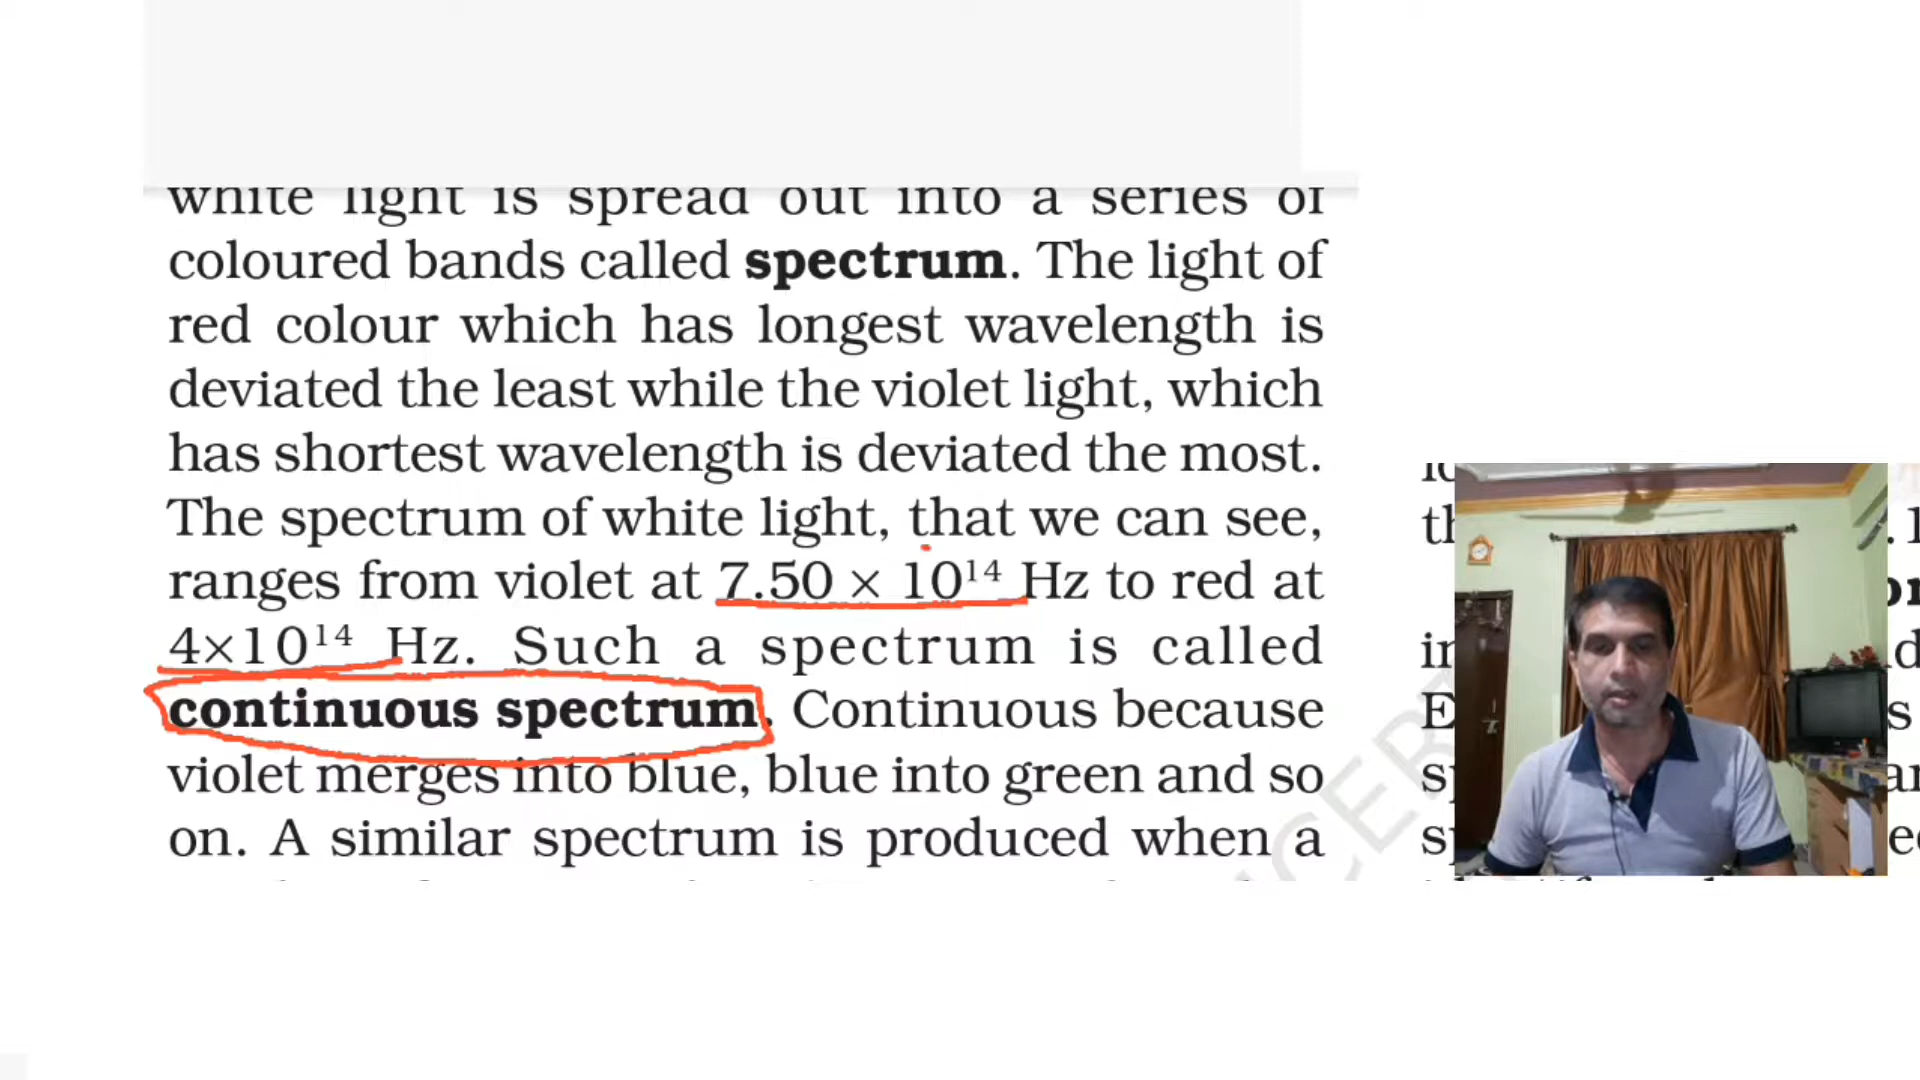 white light is spread out into a series of
coloured bands called spectrum. The light of
red colour which has longest wavelength is
deviated the least while the violet light, which
has shortest wavelength is deviated the most.
The spectrum of white light, that we can see,
ranges from violet at 7.50 × 10¹⁴ Hz to red at
4×10¹⁴ Hz. Such a spectrum is called
continuous spectrum. Continuous because
violet merges into blue, blue into green and so
on. A similar spectrum is produced when a